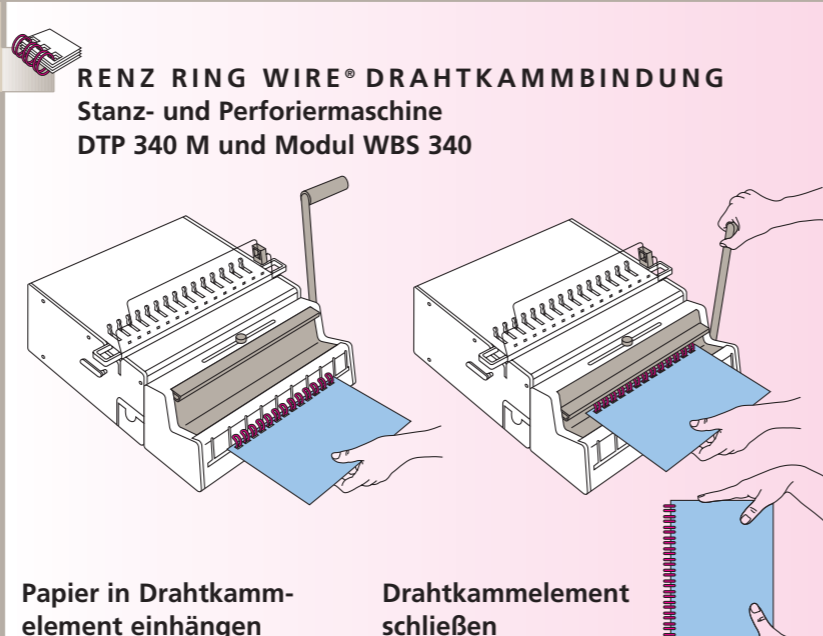 RENZ RING WIRE® DRAHTKAMMBINDUNG
Stanz- und Perforiermaschine
DTP 340 M und Modul WBS 340
Papier in Drahtkamm-
element einhängen
Drahtkammelement
schließen